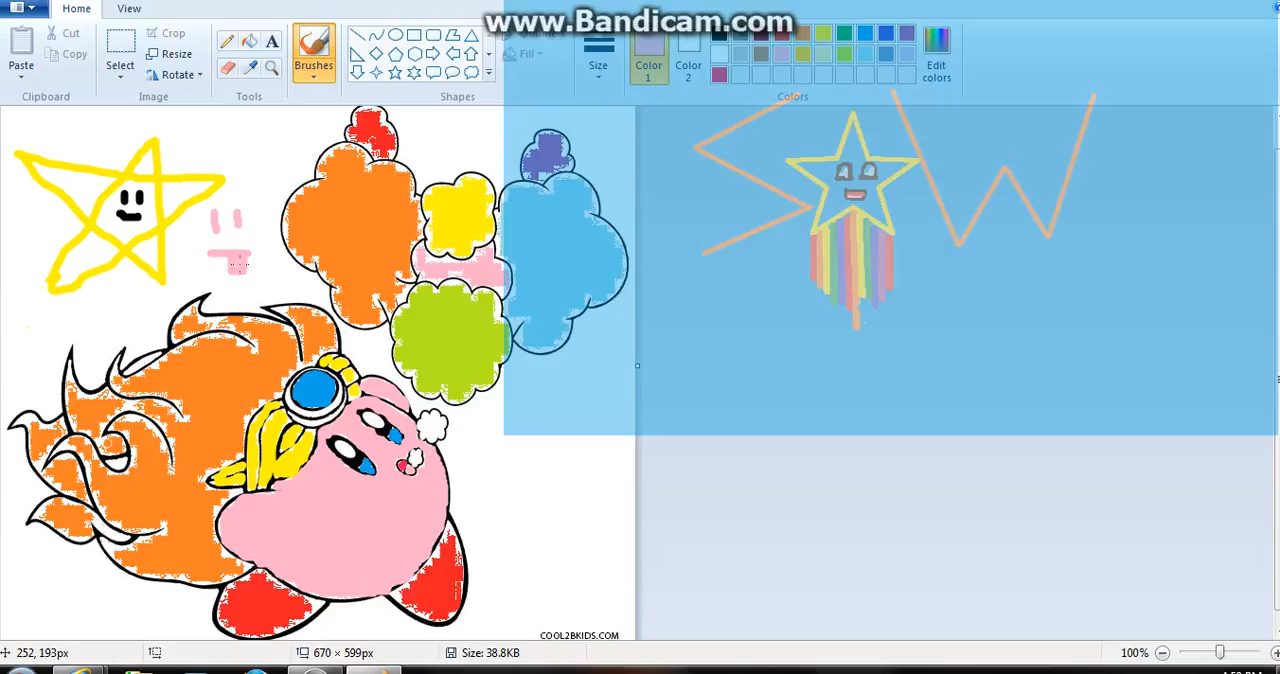 www.Bandicam.com
Home View
Paste
Cut
Copy
Clipboard
Select
Crop
Resize
Rotate
Image
A
Tools
Brushes
Fill
Shapes
Size
Color 1
Color 2
Colors
Edit colors
S W
COOL2BKIDS.COM
252, 193px
670 × 599px
Size: 38.8KB
100%